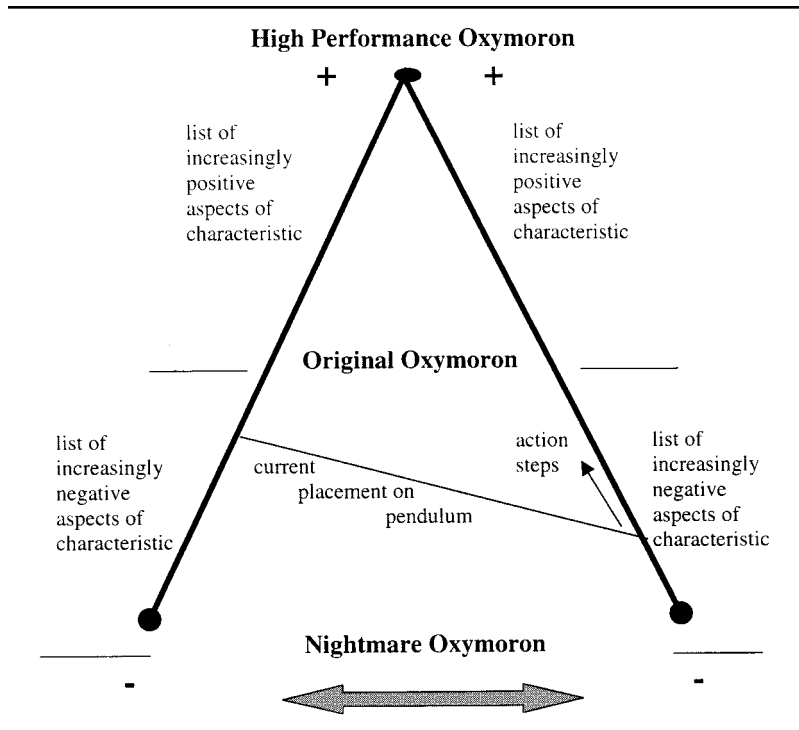 High Performance Oxymoron
+ +
list of
increasingly
positive
aspects of
characteristic
list of
increasingly
positive
aspects of
characteristic
Original Oxymoron
list of
increasingly
negative
aspects of
characteristic
current
placement on
pendulum
action
steps
list of
increasingly
negative
aspects of
characteristic
Nightmare Oxymoron
- -